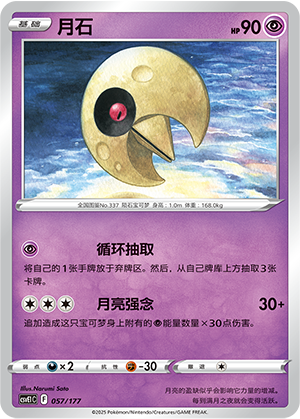 基础 月石 HP 90
全国图鉴No.337 陨石宝可梦 身高：1.0m 体重：168.0kg
循环抽取
将自己的1张手牌放于弃牌区。然后，从自己牌库上方抽取3张
卡牌。
月亮强念 30+
追加造成这只宝可梦身上附有的能量数量×30点伤害。
弱点 ×2 抗性 -30 撤退
Illus.Narumi Sato
F 057/177
月亮的盈缺似乎会影响它力量的增减。
每到满月之夜就会变得活跃。
©2025 Pokémon/Nintendo/Creatures/GAME FREAK.